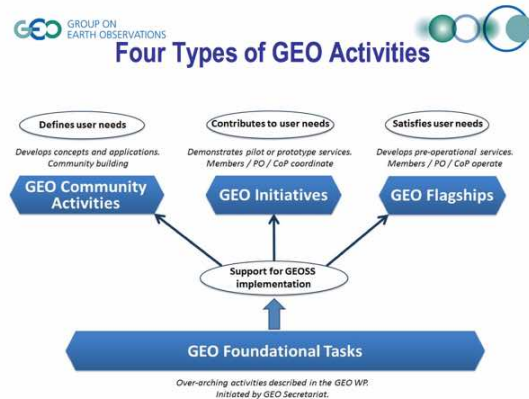 GEO GROUP ON
EARTH OBSERVATIONS
Four Types of GEO Activities
Defines user needs
Develops concepts and applications.
Community building
GEO Community
Activities
Contributes to user needs
Demonstrates pilot or prototype services.
Members / PO / CoP coordinate
GEO Initiatives
Satisfies user needs
Develops pre-operational services.
Members / PO / CoP operate
GEO Flagships
Support for GEOSS
implementation
GEO Foundational Tasks
Over-arching activities described in the GEO WP.
Initiated by GEO Secretariat.